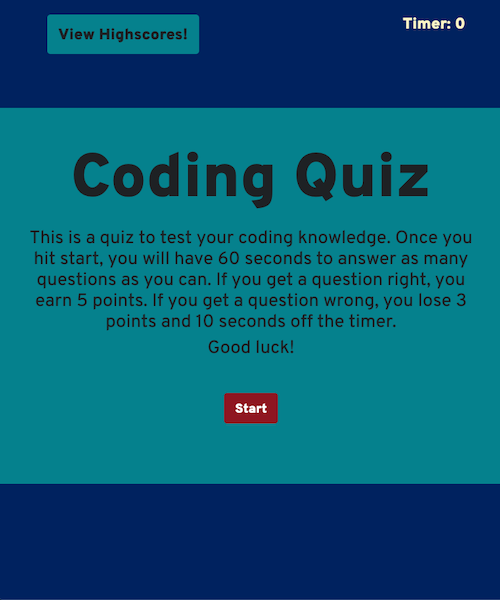 View Highscores!
Timer: 0
Coding Quiz
This is a quiz to test your coding knowledge. Once you
hit start, you will have 60 seconds to answer as many
questions as you can. If you get a question right, you
earn 5 points. If you get a question wrong, you lose 3
points and 10 seconds off the timer.
Good luck!
Start